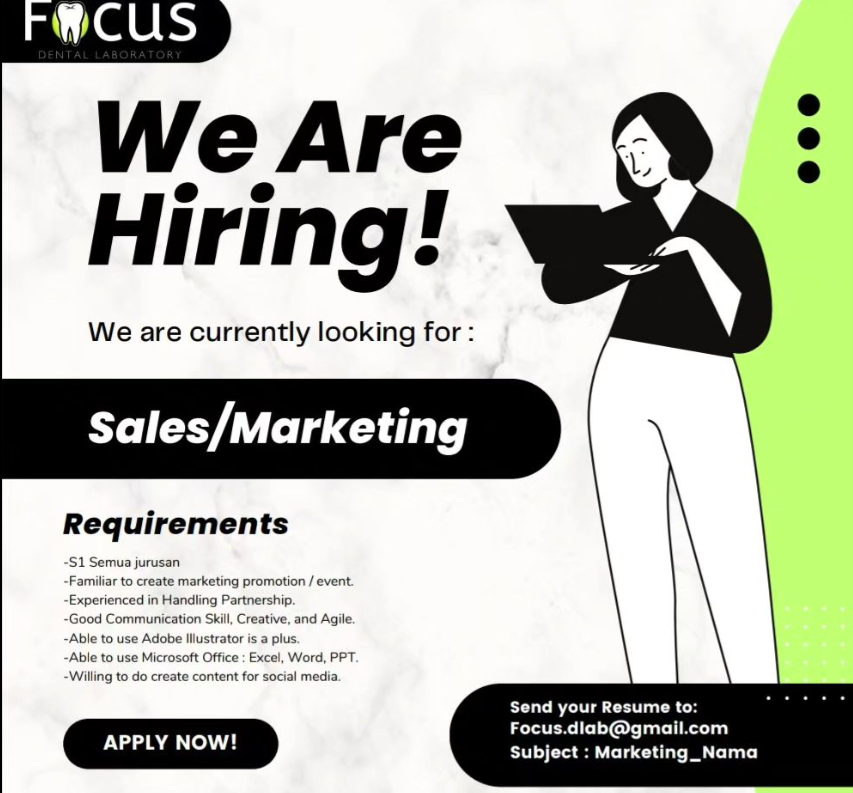 Focus
DENTAL LABORATORY
We Are
Hiring!
We are currently looking for :
Sales/Marketing
Requirements
-S1 Semua jurusan
-Familiar to create marketing promotion / event.
-Experienced in Handling Partnership.
-Good Communication Skill, Creative, and Agile.
-Able to use Adobe Illustrator is a plus.
-Able to use Microsoft Office : Excel, Word, PPT.
-Willing to do create content for social media.
APPLY NOW!
Send your Resume to:
Focus.dlab@gmail.com
Subject : Marketing_Nama